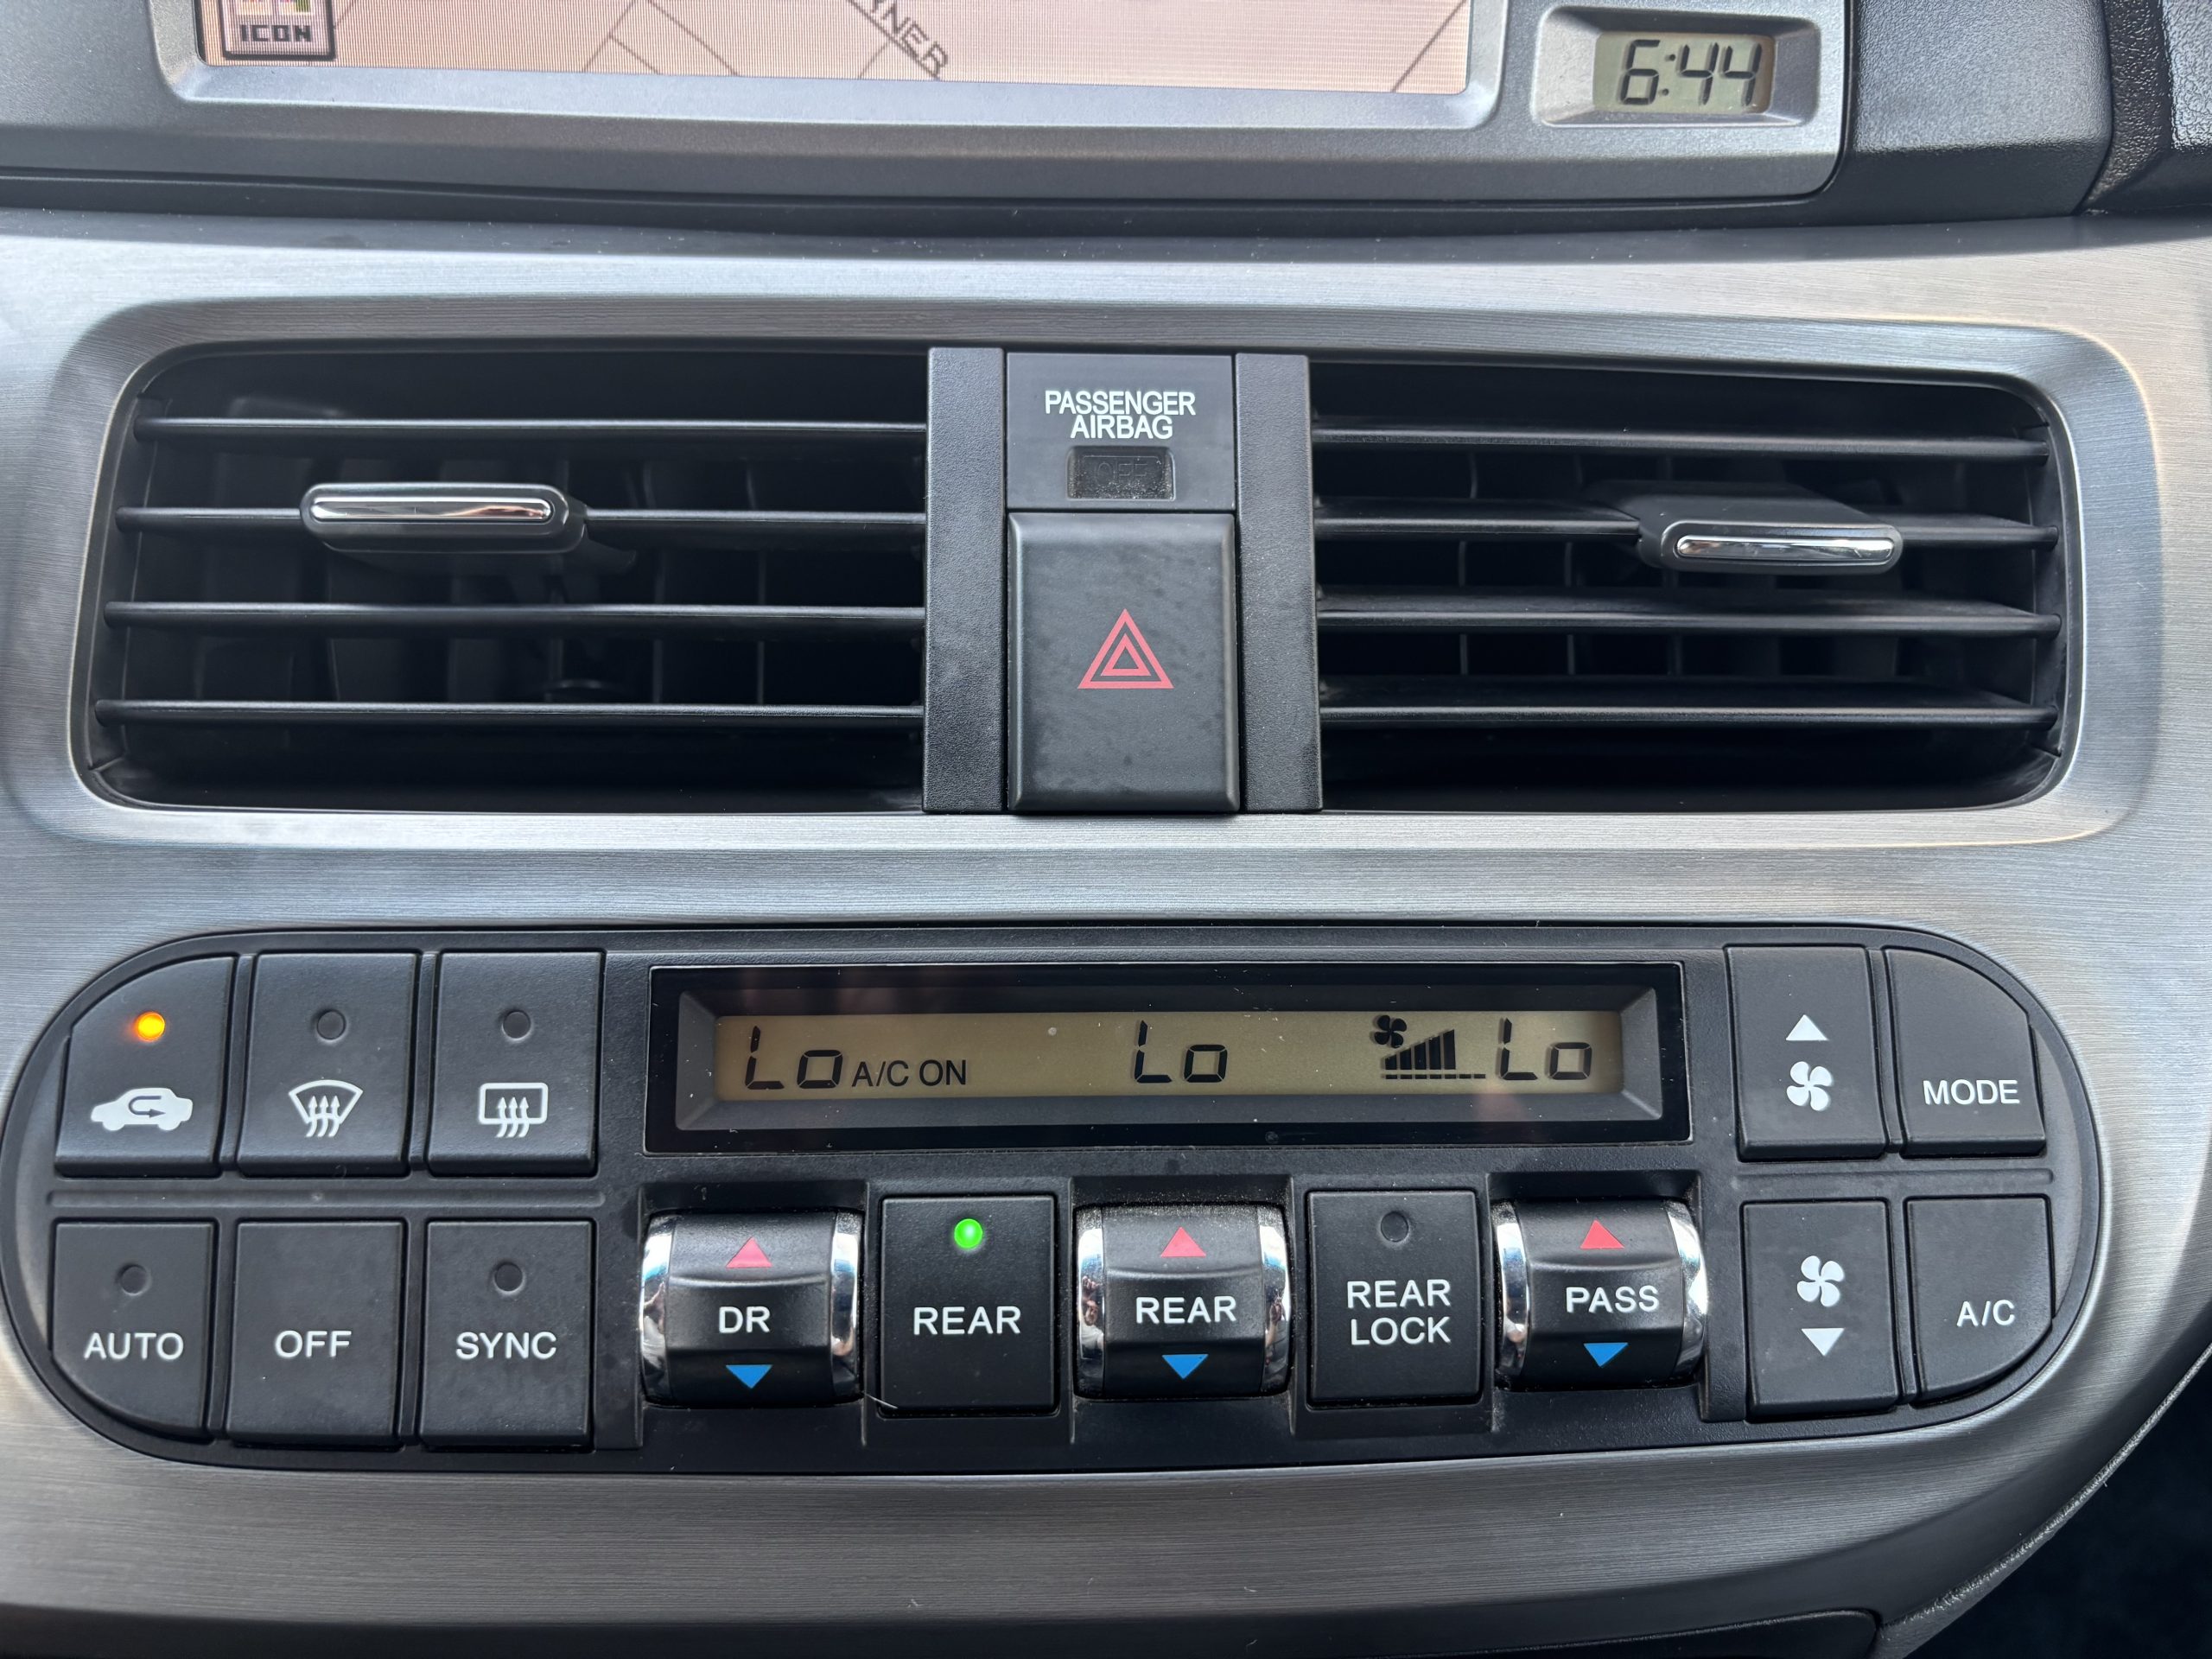 ICON
RNER
6:44
PASSENGER
AIRBAG
OFF
Lo A/C ON Lo Lo
MODE
AUTO
OFF
SYNC
DR
REAR
REAR
REAR
LOCK
PASS
A/C